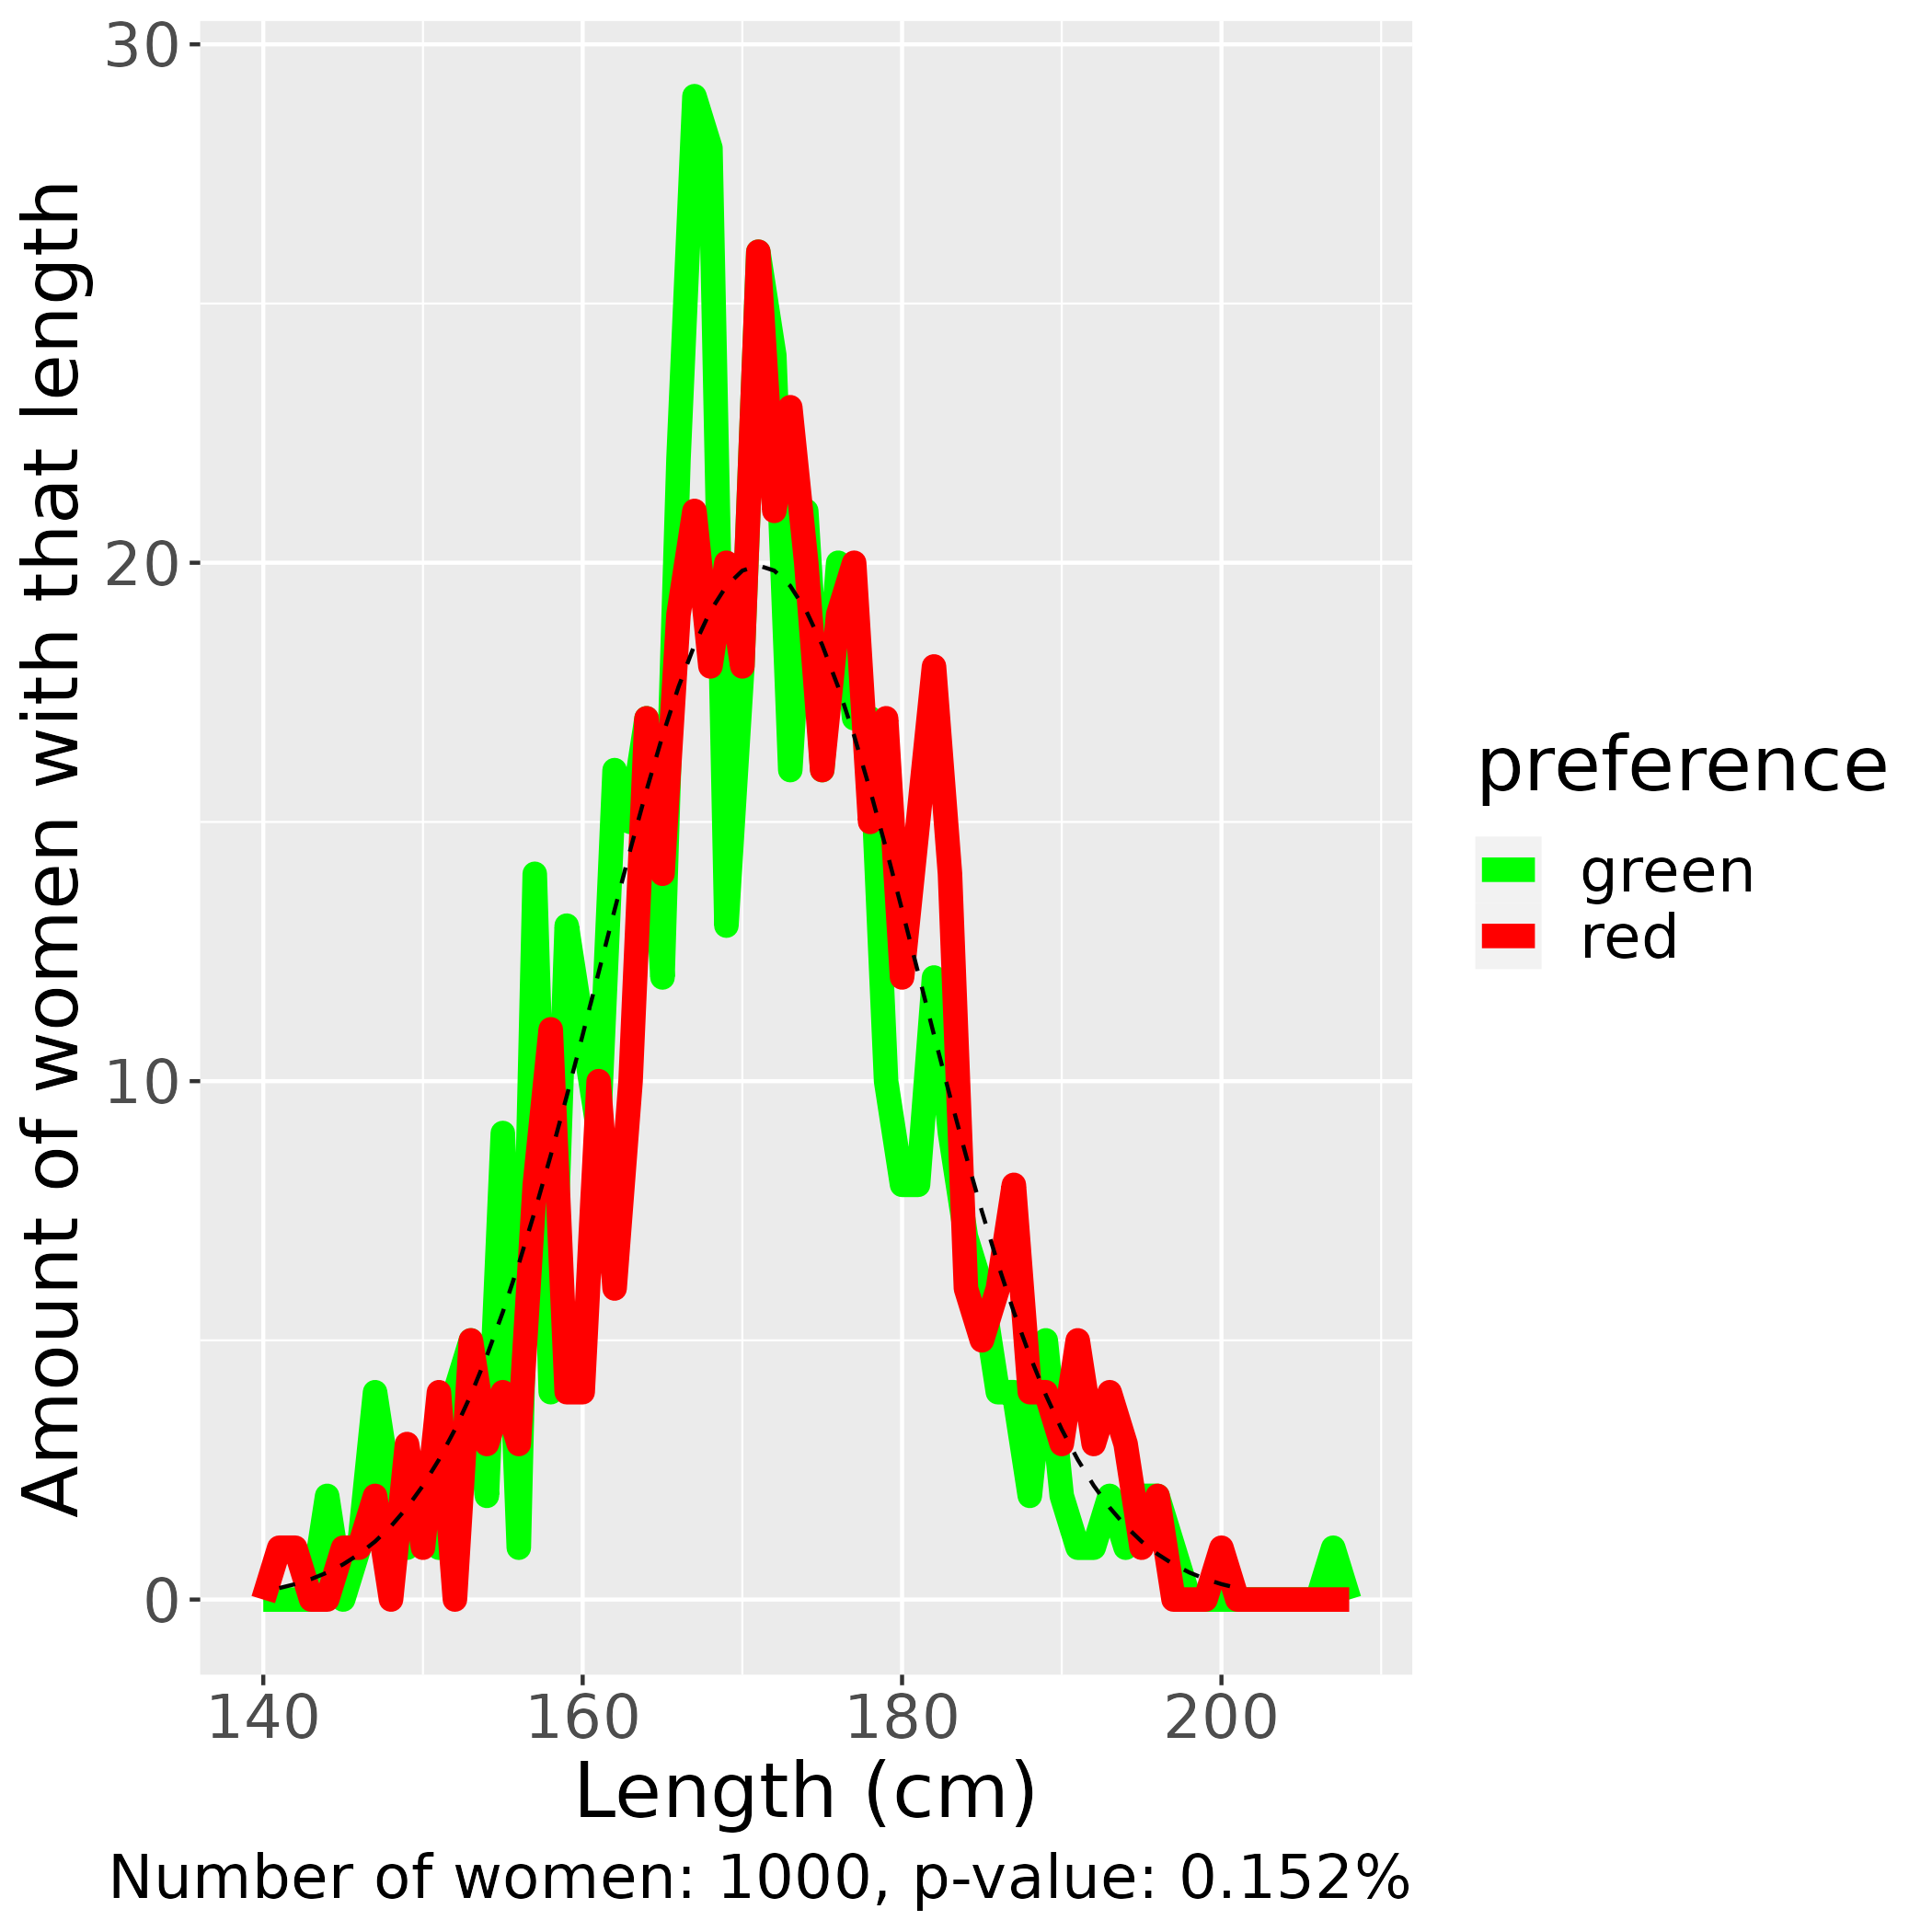 30
20
10
0
Amount of women with that length
140 160 180 200
Length (cm)
Number of women: 1000, p-value: 0.152%
preference
green
red